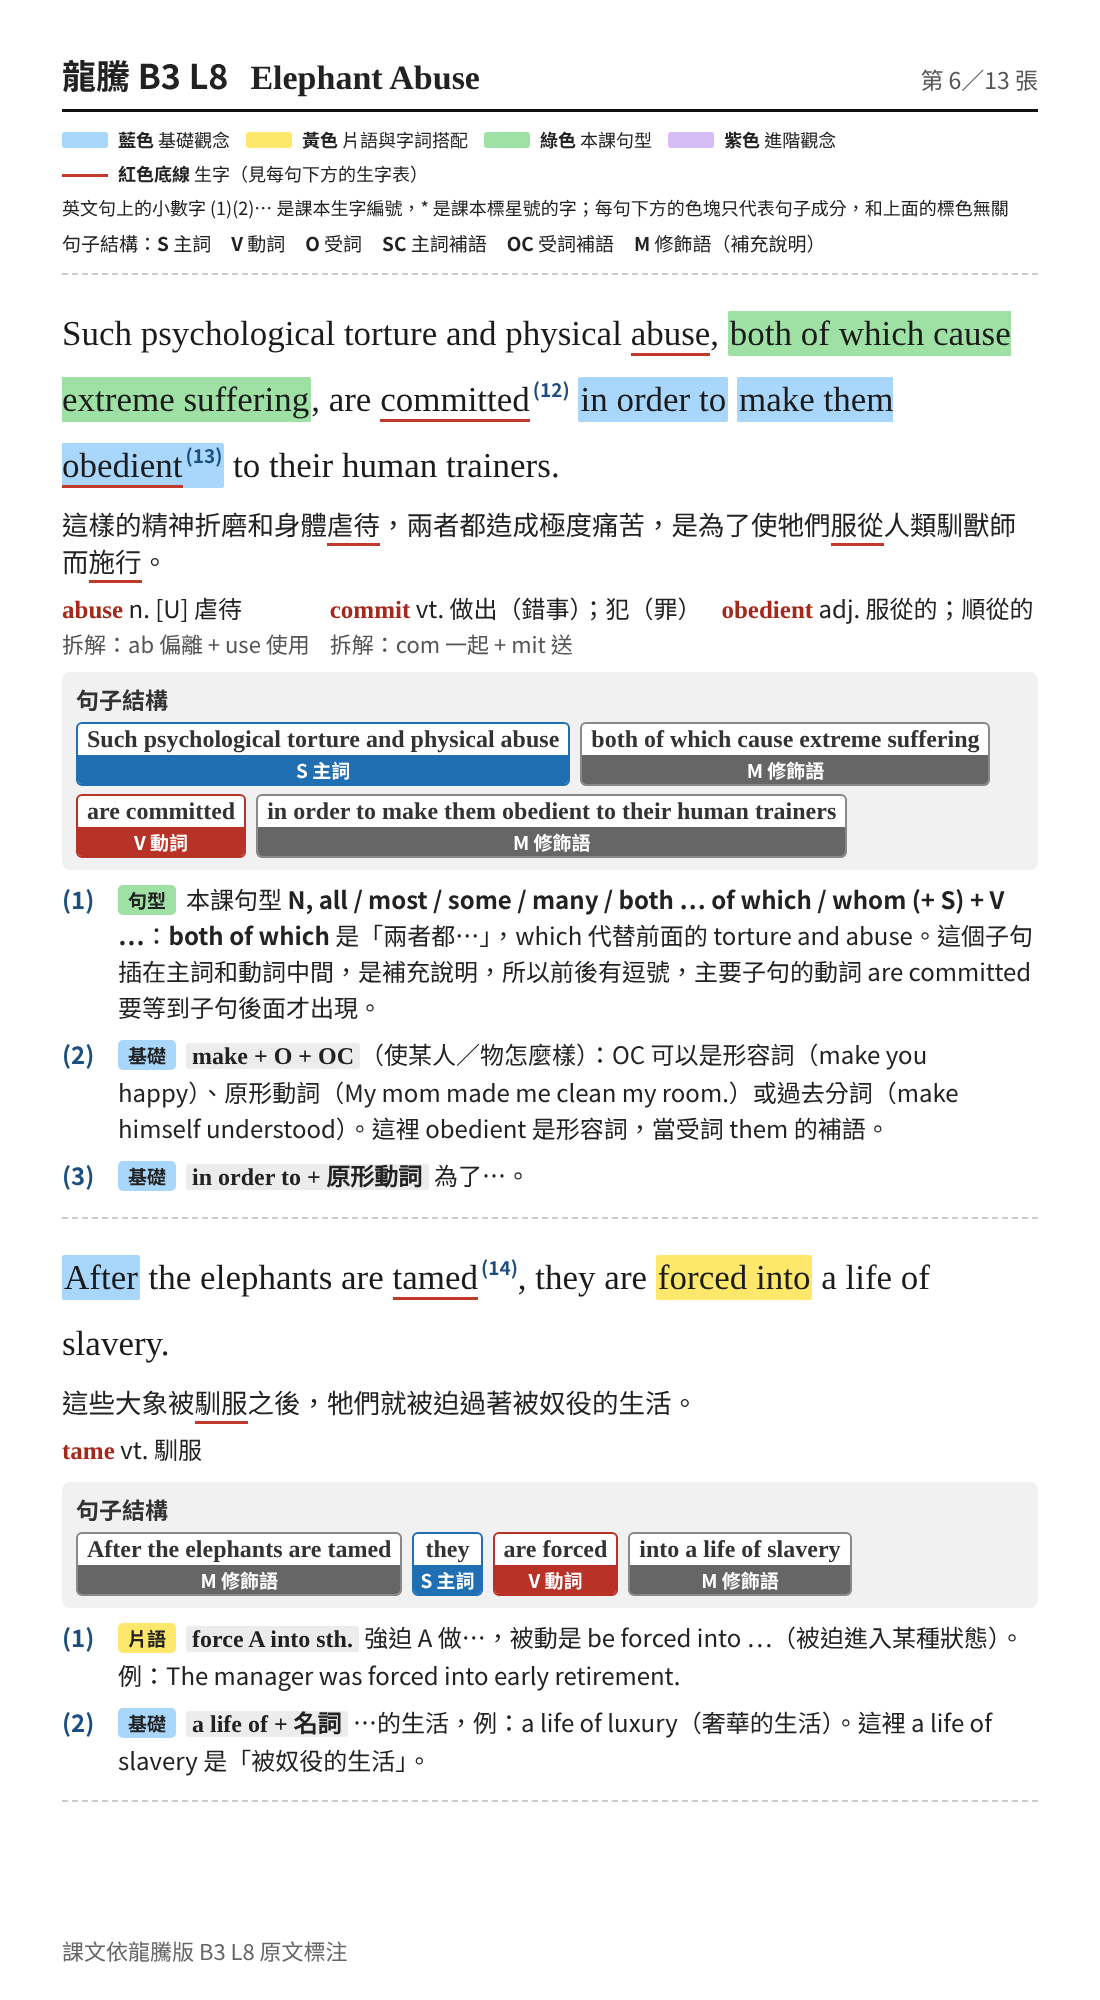 龍騰 B3 L8 Elephant Abuse
第 6／13 張
藍色 基礎觀念 黃色 片語與字詞搭配 綠色 本課句型 紫色 進階觀念
紅色底線 生字（見每句下方的生字表）
英文句上的小數字 (1)(2)⋯ 是課本生字編號，* 是課本標星號的字；每句下方的色塊只代表句子成分，和上面的標色無關
句子結構：S 主詞 V 動詞 O 受詞 SC 主詞補語 OC 受詞補語 M 修飾語（補充說明）
Such psychological torture and physical abuse, both of which cause
extreme suffering, are committed(12) in order to make them
obedient(13) to their human trainers.
這樣的精神折磨和身體虐待，兩者都造成極度痛苦，是為了使牠們服從人類馴獸師
而施行。
abuse n. [U] 虐待 commit vt. 做出（錯事）；犯（罪） obedient adj. 服從的；順從的
拆解：ab 偏離 + use 使用 拆解：com 一起 + mit 送
句子結構
Such psychological torture and physical abuse both of which cause extreme suffering
S 主詞 M 修飾語
are committed in order to make them obedient to their human trainers
V 動詞 M 修飾語
(1) 句型 本課句型 N, all / most / some / many / both … of which / whom (+ S) + V
…：both of which 是「兩者都⋯」，which 代替前面的 torture and abuse。這個子句
插在主詞和動詞中間，是補充說明，所以前後有逗號，主要子句的動詞 are committed
要等到子句後面才出現。
(2) 基礎 make + O + OC（使某人／物怎麼樣）：OC 可以是形容詞（make you
happy）、原形動詞（My mom made me clean my room.）或過去分詞（make
himself understood）。這裡 obedient 是形容詞，當受詞 them 的補語。
(3) 基礎 in order to + 原形動詞 為了⋯。
After the elephants are tamed(14), they are forced into a life of
slavery.
這些大象被馴服之後，牠們就被迫過著被奴役的生活。
tame vt. 馴服
句子結構
After the elephants are tamed they are forced into a life of slavery
M 修飾語 S 主詞 V 動詞 M 修飾語
(1) 片語 force A into sth. 強迫 A 做⋯，被動是 be forced into …（被迫進入某種狀態）。
例：The manager was forced into early retirement.
(2) 基礎 a life of + 名詞 ⋯的生活，例：a life of luxury（奢華的生活）。這裡 a life of
slavery 是「被奴役的生活」。
課文依龍騰版 B3 L8 原文標注